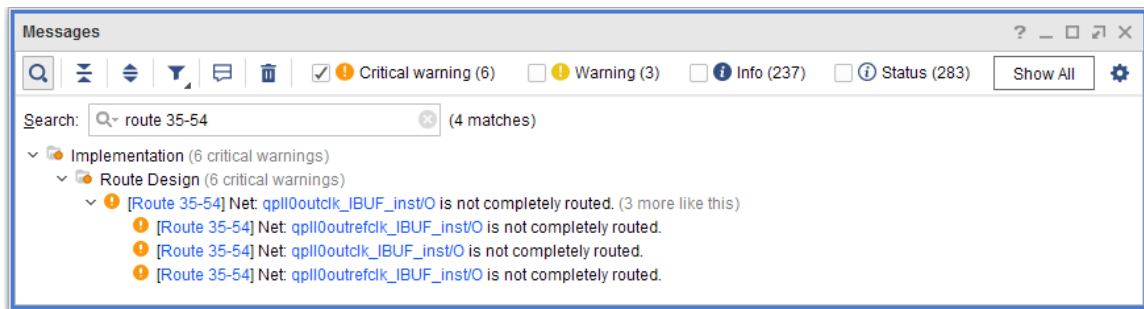 Messages
Critical warning (6) Warning (3) Info (237) Status (283) Show All
Search: route 35-54 (4 matches)
Implementation (6 critical warnings)
Route Design (6 critical warnings)
[Route 35-54] Net: qpll0outclk_IBUF_inst/O is not completely routed. (3 more like this)
[Route 35-54] Net: qpll0outrefclk_IBUF_inst/O is not completely routed.
[Route 35-54] Net: qpll0outclk_IBUF_inst/O is not completely routed.
[Route 35-54] Net: qpll0outrefclk_IBUF_inst/O is not completely routed.